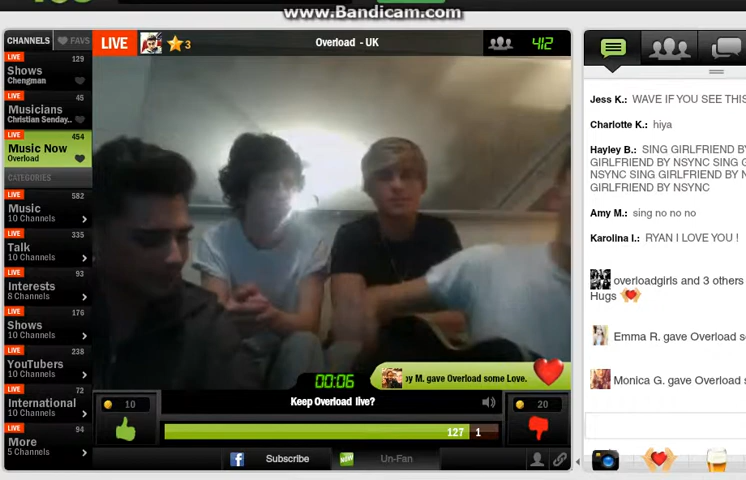 www.Bandicam.com
CHANNELS
FAVS
LIVE
129
Shows
Chengman
LIVE
45
Musicians
Christian Senday..
LIVE
454
Music Now
Overload
CATEGORIES
LIVE
582
Music
10 Channels
LIVE
335
Talk
10 Channels
LIVE
93
Interests
8 Channels
LIVE
176
Shows
10 Channels
LIVE
238
YouTubers
10 Channels
LIVE
72
International
10 Channels
LIVE
94
More
5 Channels
LIVE
3
Overload - UK
412
00:06
by M. gave Overload some Love.
10
Keep Overload live?
20
127
1
Subscribe
NOW
Un-Fan
Jess K.: WAVE IF YOU SEE THIS
Charlotte K.: hiya
Hayley B.: SING GIRLFRIEND BY
GIRLFRIEND BY NSYNC SING G
NSYNC SING GIRLFRIEND BY N
GIRLFRIEND BY NSYNC
Amy M.: sing no no no
Karolina I.: RYAN I LOVE YOU !
overloadgirls and 3 others
Hugs
Emma R. gave Overload so
Monica G. gave Overload s